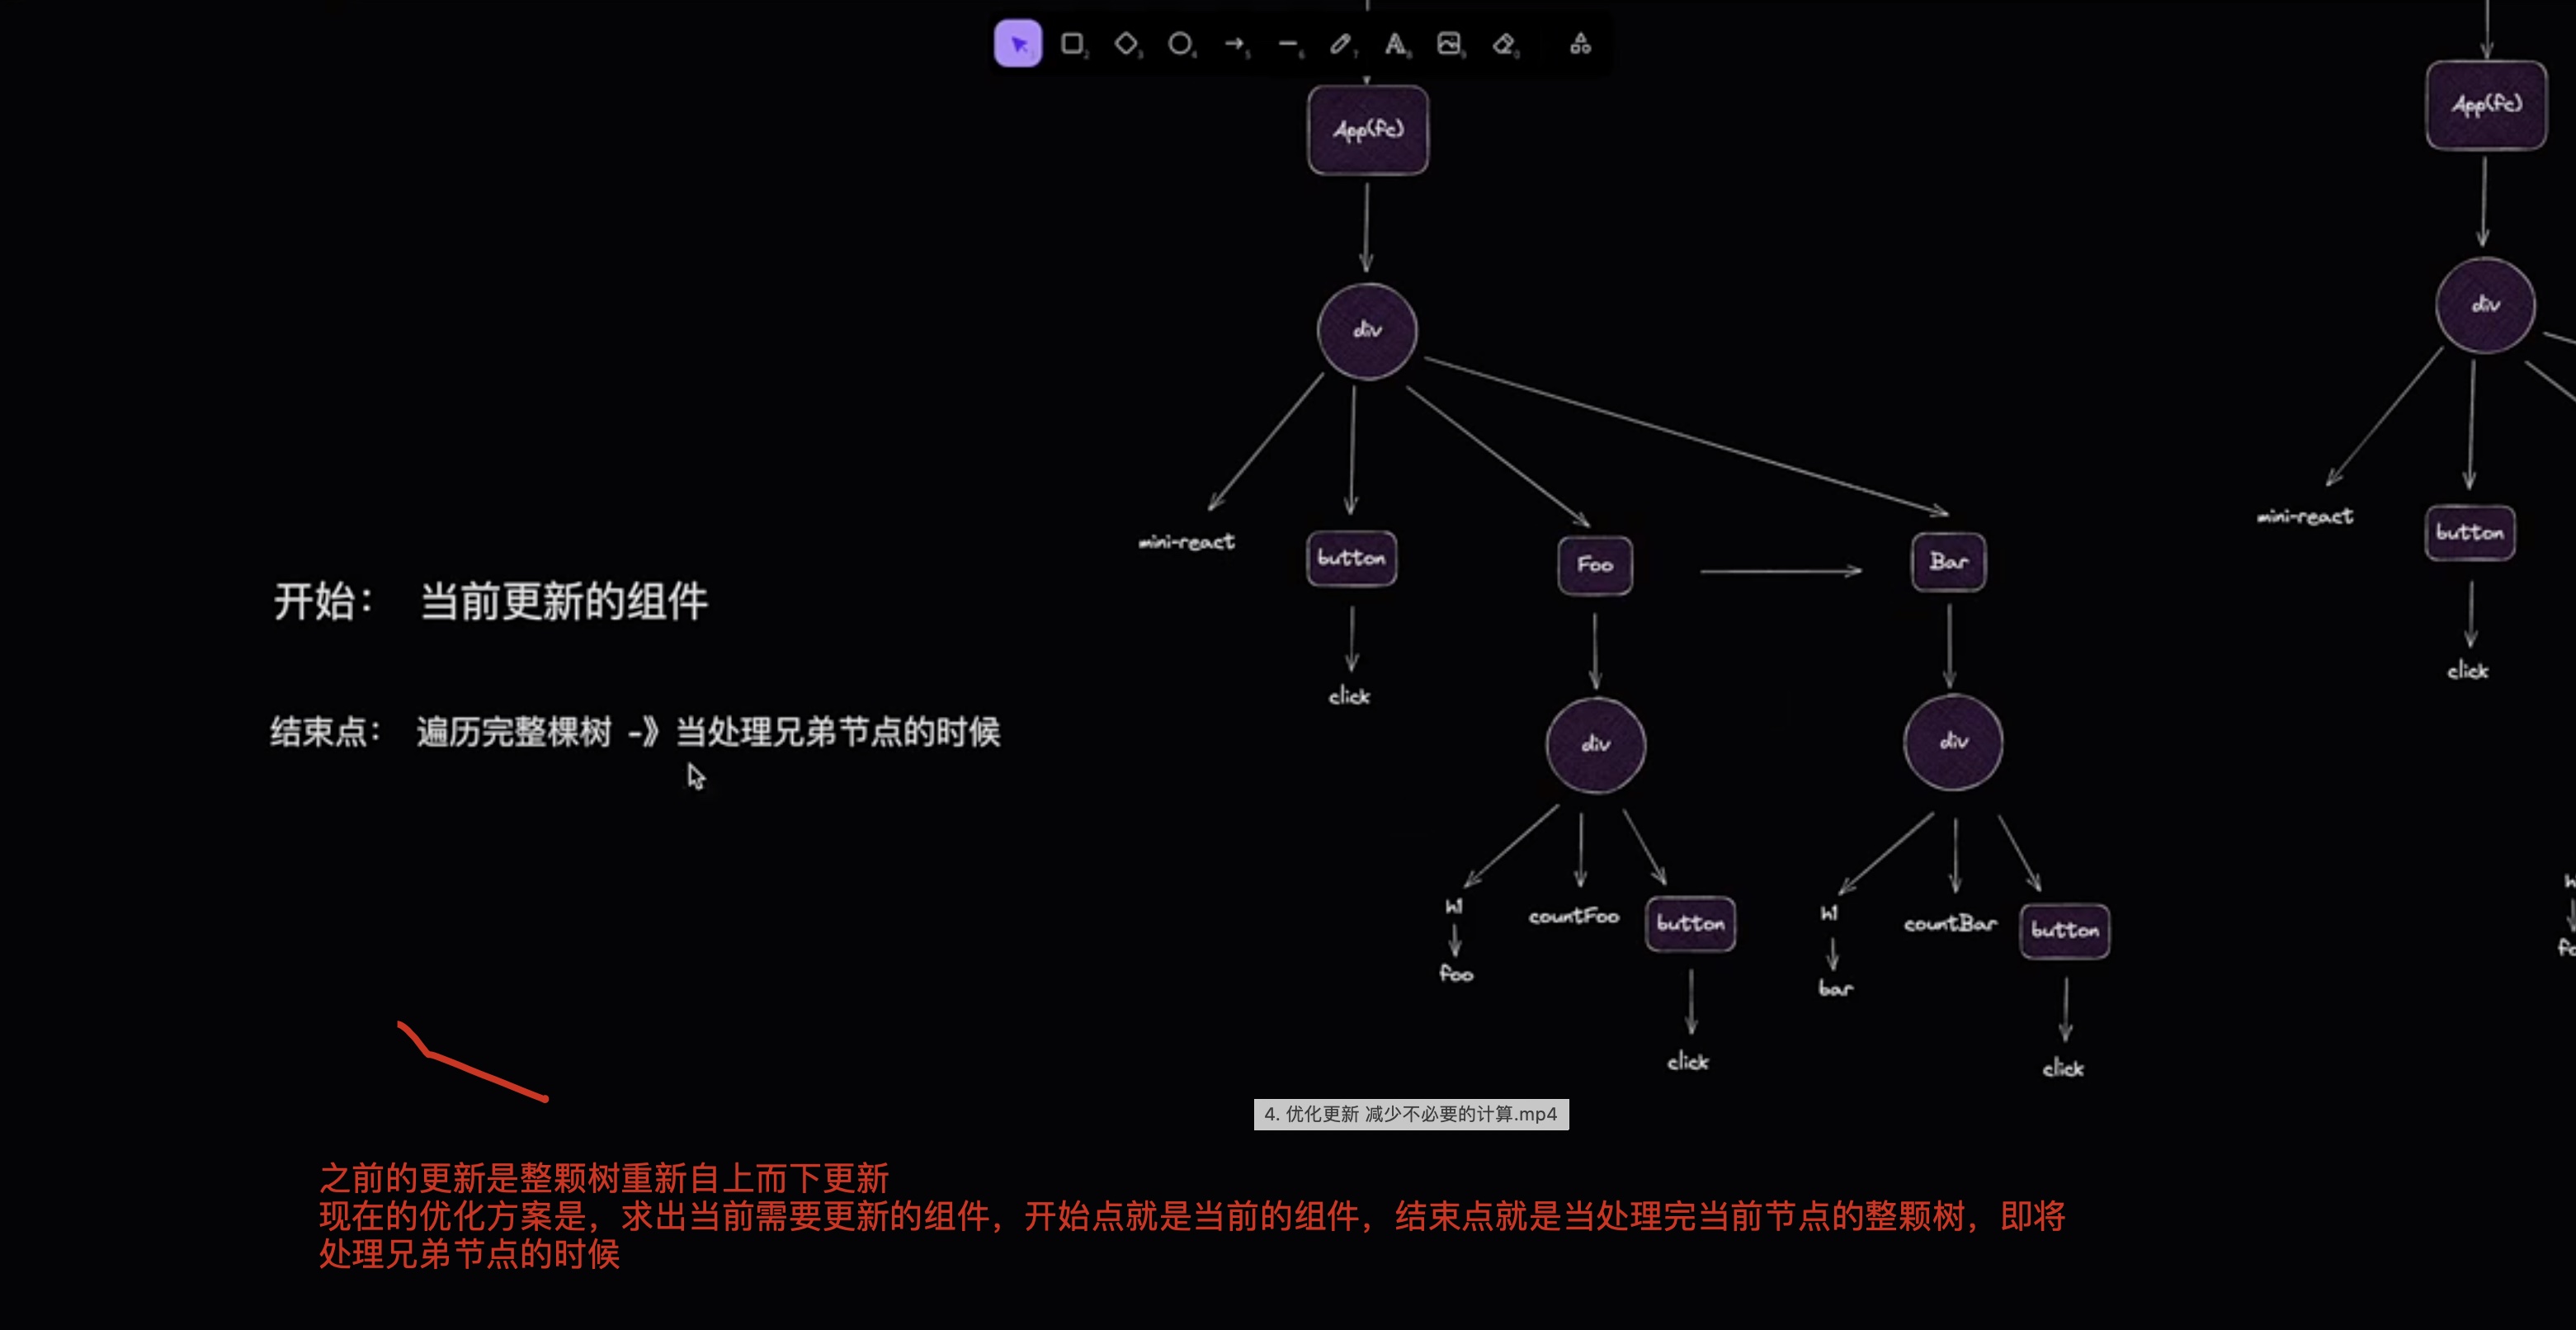 App(fc)
App(fc)
div
div
mini-react
button
Foo
Bar
mini-react
button
开始： 当前更新的组件
click
click
结束点： 遍历完整棵树 -》当处理兄弟节点的时候
div
div
h1
countFoo
button
h1
countBar
button
foo
bar
click
click
4. 优化更新 减少不必要的计算.mp4
之前的更新是整颗树重新自上而下更新
现在的优化方案是，求出当前需要更新的组件，开始点就是当前的组件，结束点就是当处理完当前节点的整颗树，即将
处理兄弟节点的时候